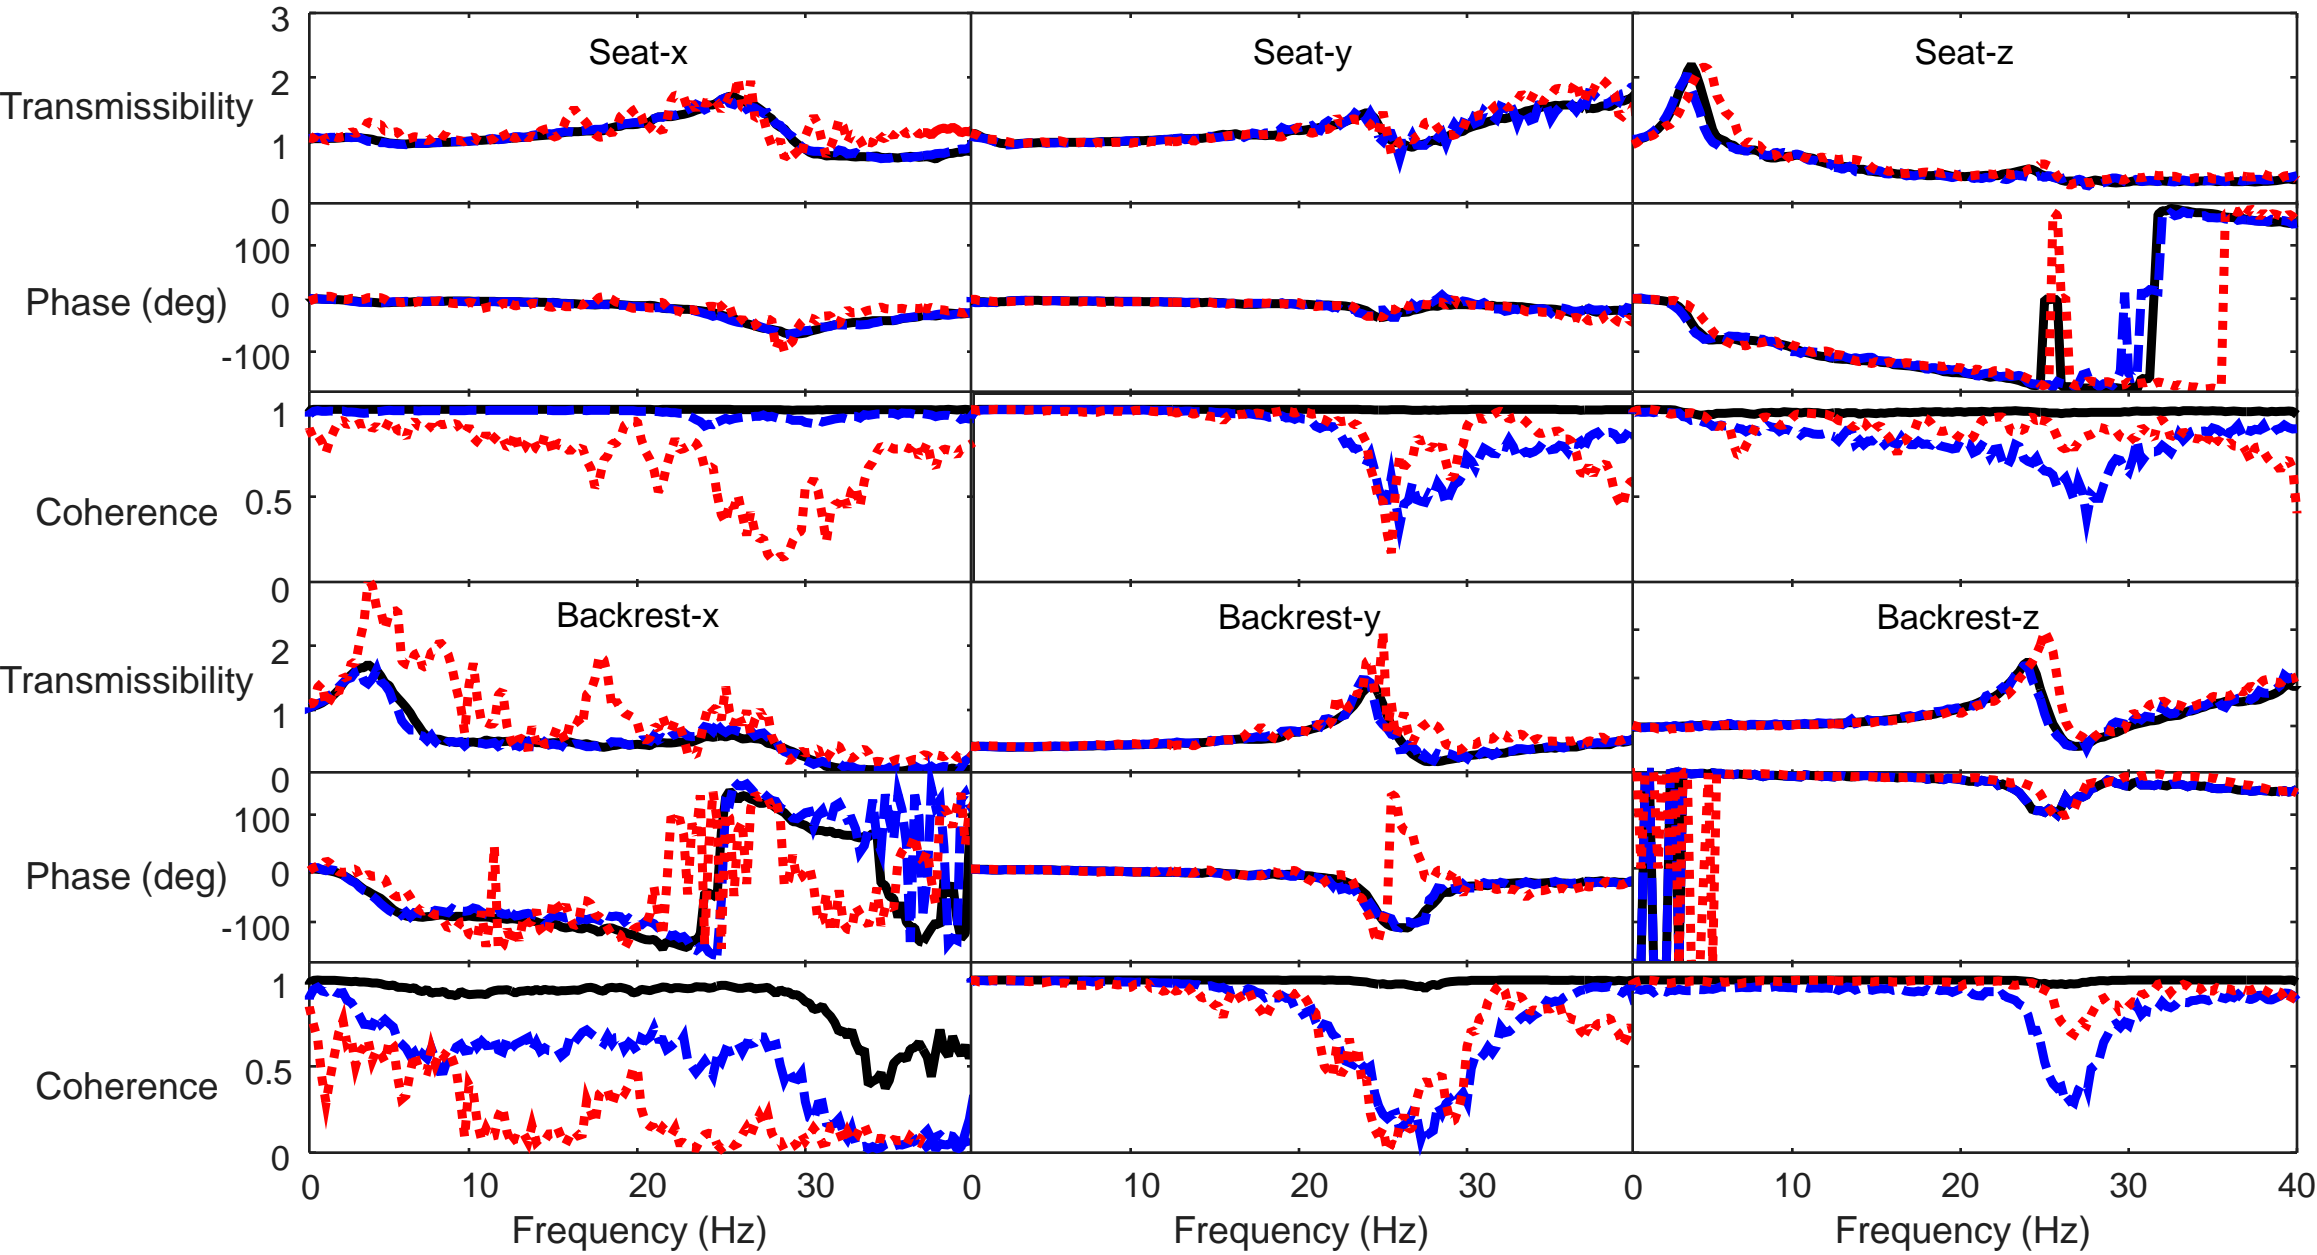 3
Seat-x Seat-y Seat-z
2
Transmissibility
1
0
100
Phase (deg) 0
-100
1
Coherence 0.5
0
Backrest-x Backrest-y Backrest-z
2
Transmissibility
1
0
100
Phase (deg) 0
-100
1
Coherence 0.5
0
0 10 20 30 0 10 20 30 0 10 20 30 40
Frequency (Hz) Frequency (Hz) Frequency (Hz)